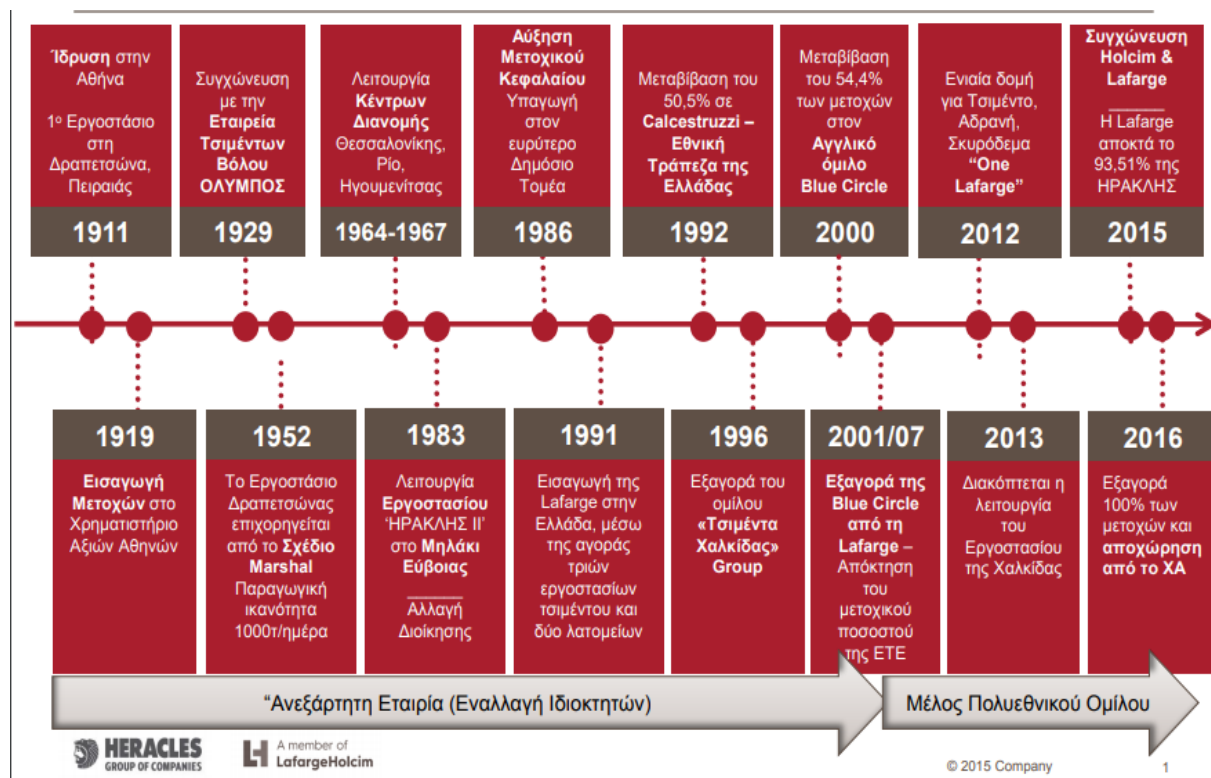 Ίδρυση στην
Αθήνα
1ο Εργοστάσιο
στη
Δραπετσώνα,
Πειραιάς
1911
Συγχώνευση
με την
Εταιρεία
Τσιμέντων
Βόλου
ΟΛΥΜΠΟΣ
1929
Λειτουργία
Κέντρων
Διανομής
Θεσσαλονίκης,
Ρίο,
Ηγουμενίτσας
1964-1967
Αύξηση
Μετοχικού
Κεφαλαίου
Υπαγωγή
στον
ευρύτερο
Δημόσιο
Τομέα
1986
Μεταβίβαση του
50,5% σε
Calcestruzzi –
Εθνική
Τράπεζα της
Ελλάδας
1992
Μεταβίβαση
του 54,4%
των μετοχών
στον
Αγγλικό
όμιλο
Blue Circle
2000
Ενιαία δομή
για Τσιμέντο,
Αδρανή,
Σκυρόδεμα
“One
Lafarge”
2012
Συγχώνευση
Holcim &
Lafarge
Η Lafarge
αποκτά το
93,51% της
ΗΡΑΚΛΗΣ
2015
1919
Εισαγωγή
Μετοχών στο
Χρηματιστήριο
Αξιών Αθηνών
1952
Το Εργοστάσιο
Δραπετσώνας
επιχορηγείται
από το Σχέδιο
Marshal
Παραγωγική
ικανότητα
1000τ/ημέρα
1983
Λειτουργία
Εργοστασίου
‘ΗΡΑΚΛΗΣ ΙΙ’
στο Μηλάκι
Εύβοιας
Αλλαγή
Διοίκησης
1991
Εισαγωγή της
Lafarge στην
Ελλάδα, μέσω
της αγοράς
τριών
εργοστασίων
τσιμέντου και
δύο λατομείων
1996
Εξαγορά του
ομίλου
«Τσιμέντα
Χαλκίδας»
Group
2001/07
Εξαγορά της
Blue Circle
από τη
Lafarge –
Απόκτηση
του
μετοχικού
ποσοστού
της ΕΤΕ
2013
Διακόπτεται η
λειτουργία
του
Εργοστασίου
της Χαλκίδας
2016
Εξαγορά
100% των
μετοχών και
αποχώρηση
από το ΧΑ
“Ανεξάρτητη Εταιρία (Εναλλαγή Ιδιοκτητών)
Μέλος Πολυεθνικού Ομίλου
HERACLES
GROUP OF COMPANIES
A member of
LafargeHolcim
© 2015 Company
1